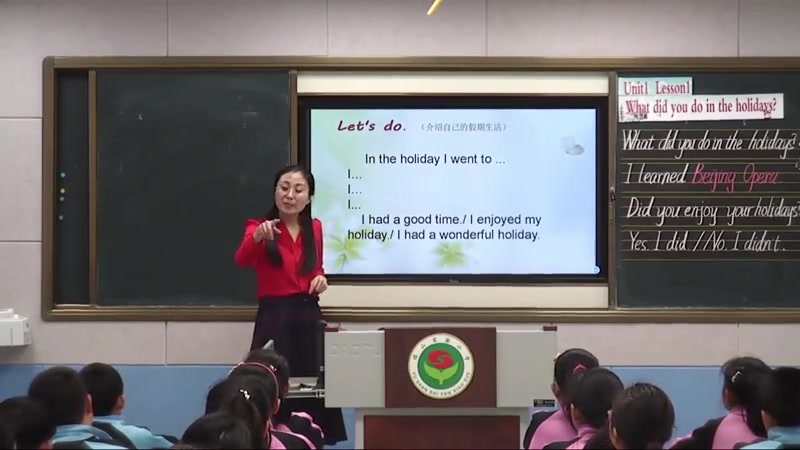 Let's do. （介绍自己的假期生活）
In the holiday I went to ...
I...
I...
I...
I had a good time./ I enjoyed my
holiday./ I had a wonderful holiday.
Unit1 Lesson1
What did you do in the holidays?
What did you do in the holidays?
I learned Beijing Opera.
Did you enjoy your holidays?
Yes. I did. //No. I didn't.